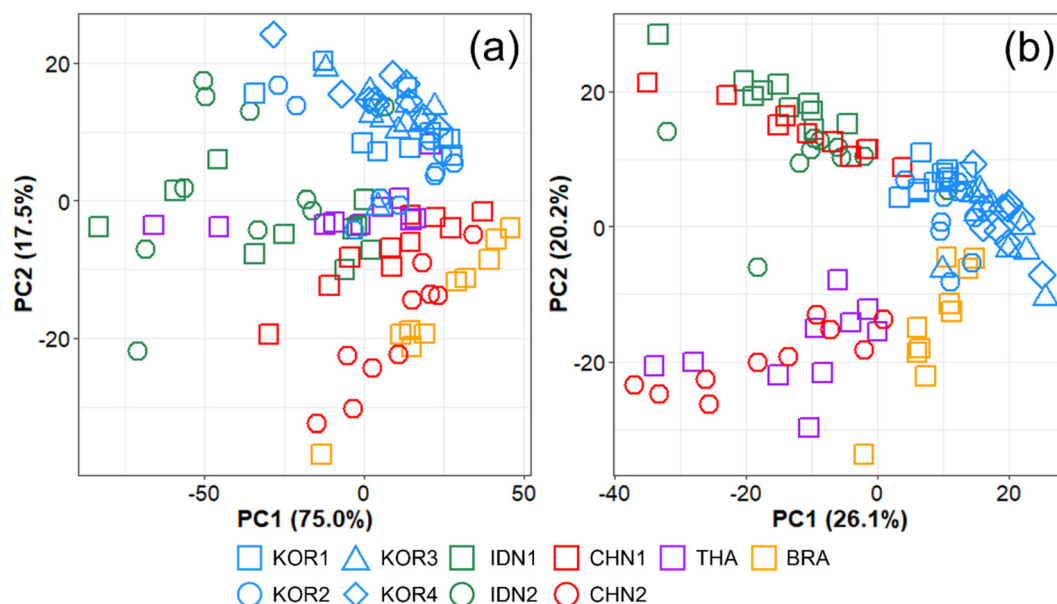 (a)
20
0
-20
PC2 (17.5%)
-50
0
50
PC1 (75.0%)
(b)
20
0
-20
PC2 (20.2%)
-40
-20
0
20
PC1 (26.1%)
KOR1 KOR3 IDN1 CHN1 THA BRA
KOR2 KOR4 IDN2 CHN2